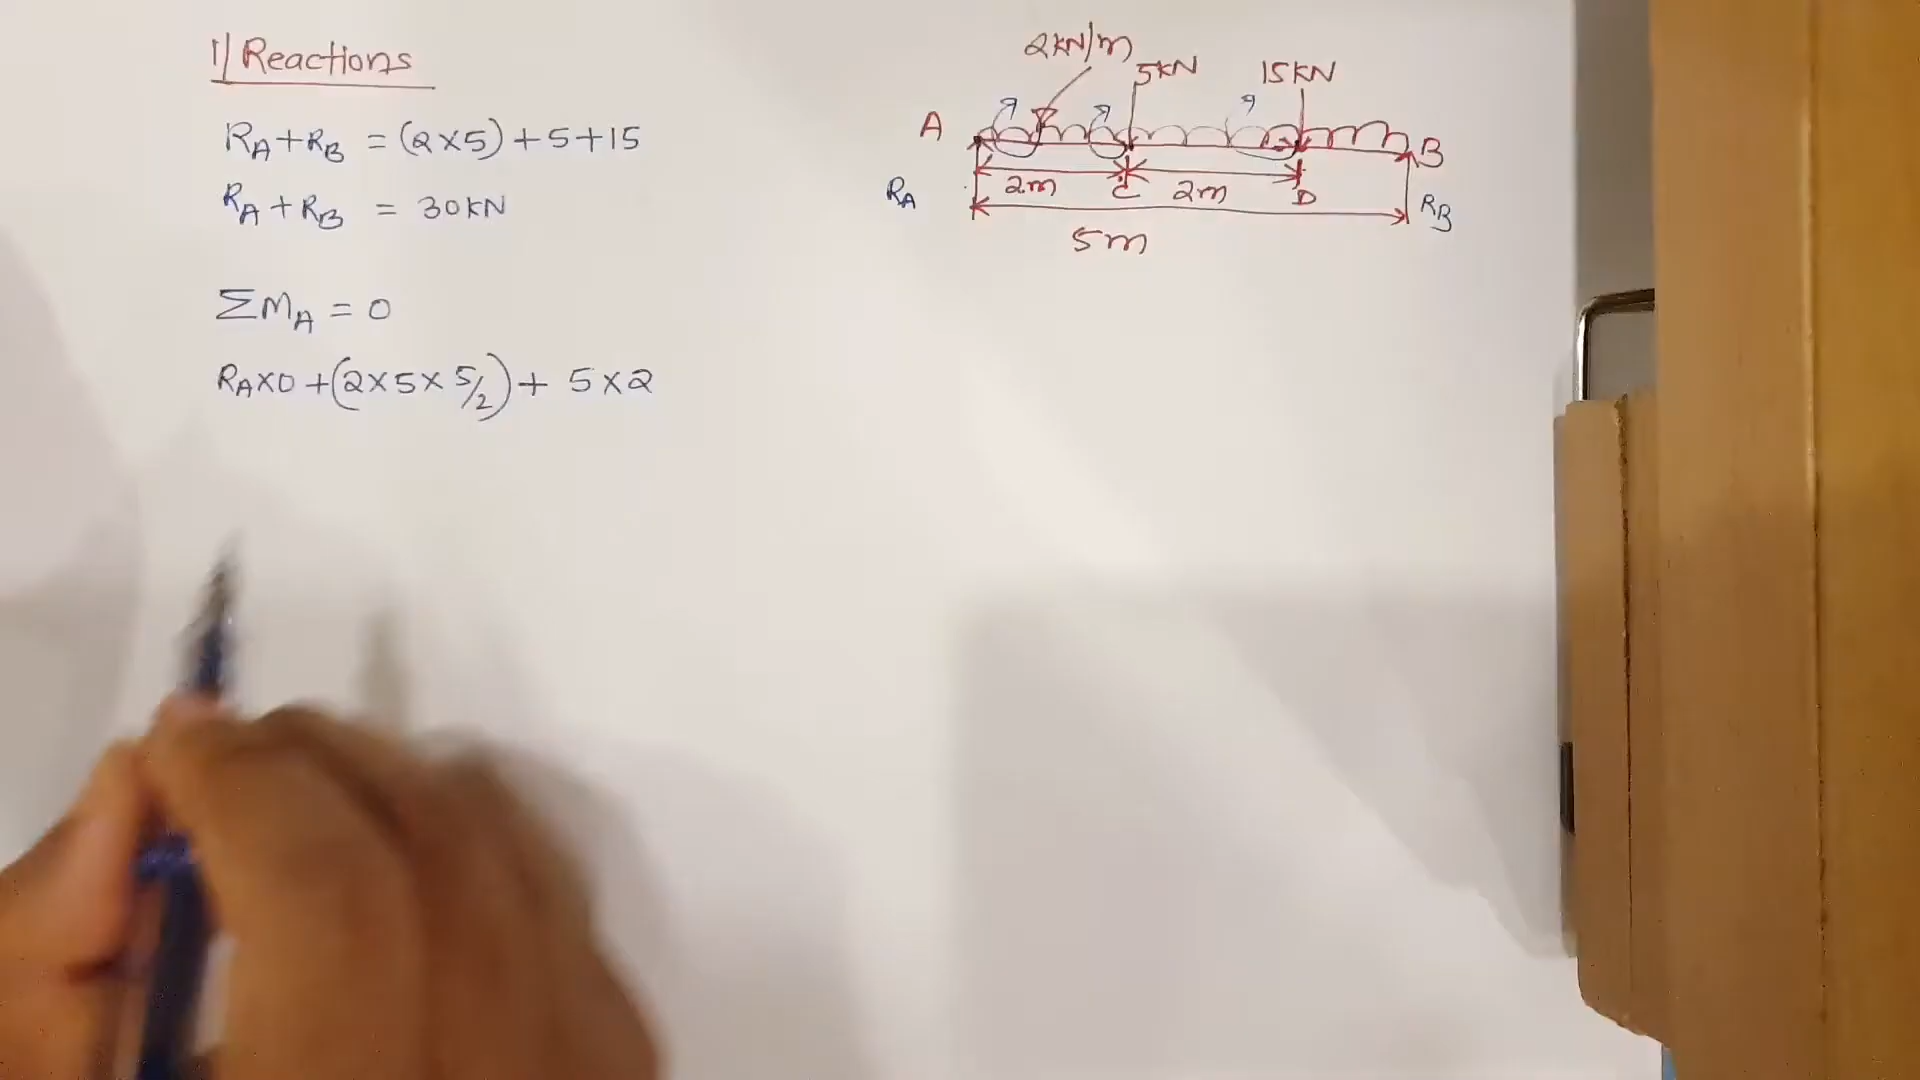 1) Reactions
RA+RB = (2×5)+5+15
RA+RB = 30KN
ΣMA = 0
RA×0 +(2×5×5/2)+ 5×2
2KN/m
5KN
15KN
A
B
2m
C
2m
D
RA
RB
5m